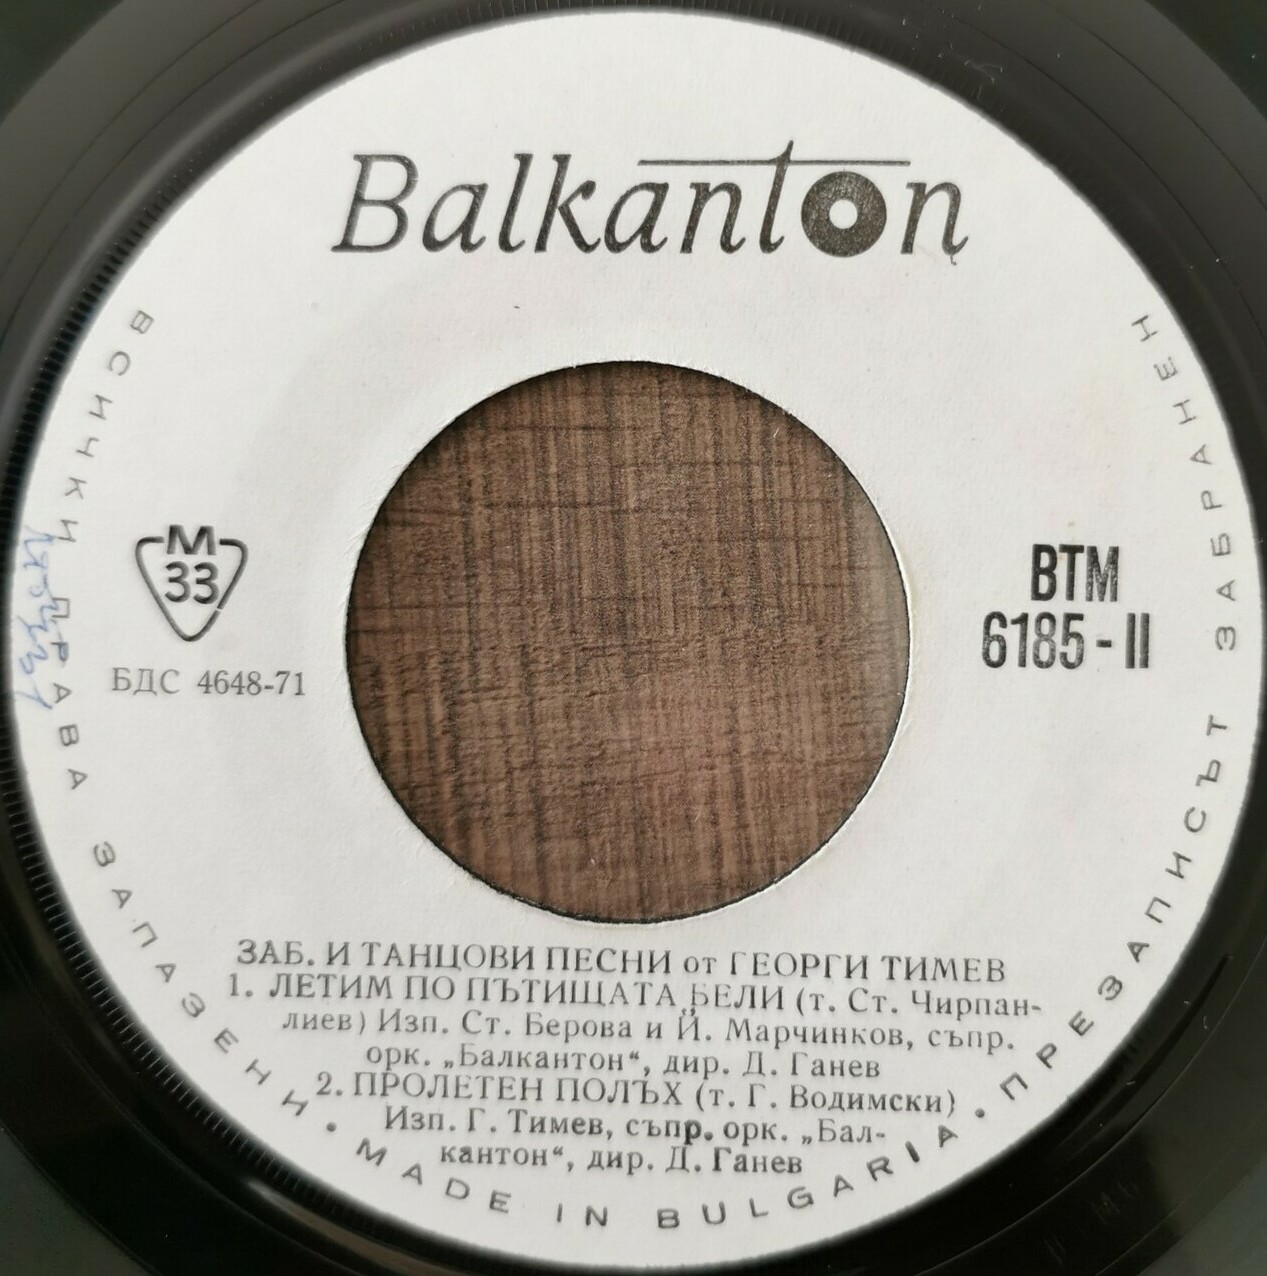 Balkanton
M
33
БДС 4648-71
ВТМ
6185 - II
ЗАБ. И ТАНЦОВИ ПЕСНИ от ГЕОРГИ ТИМЕВ
1. ЛЕТИМ ПО ПЪТИЩАТА БЕЛИ (т. Ст. Чирпан-
лиев) Изп. Ст. Берова и Й. Марчинков, съпр.
орк. „Балкантон“, дир. Д. Ганев
2. ПРОЛЕТЕН ПОЛЪХ (т. Г. Водимски)
Изп. Г. Тимев, съпр. орк. „Бал-
кантон“, дир. Д. Ганев
ВСИЧКИ ПРАВА ЗАПАЗЕНИ • MADE IN BULGARIA • ПРЕЗАПИСЪТ ЗАБРАНЕН